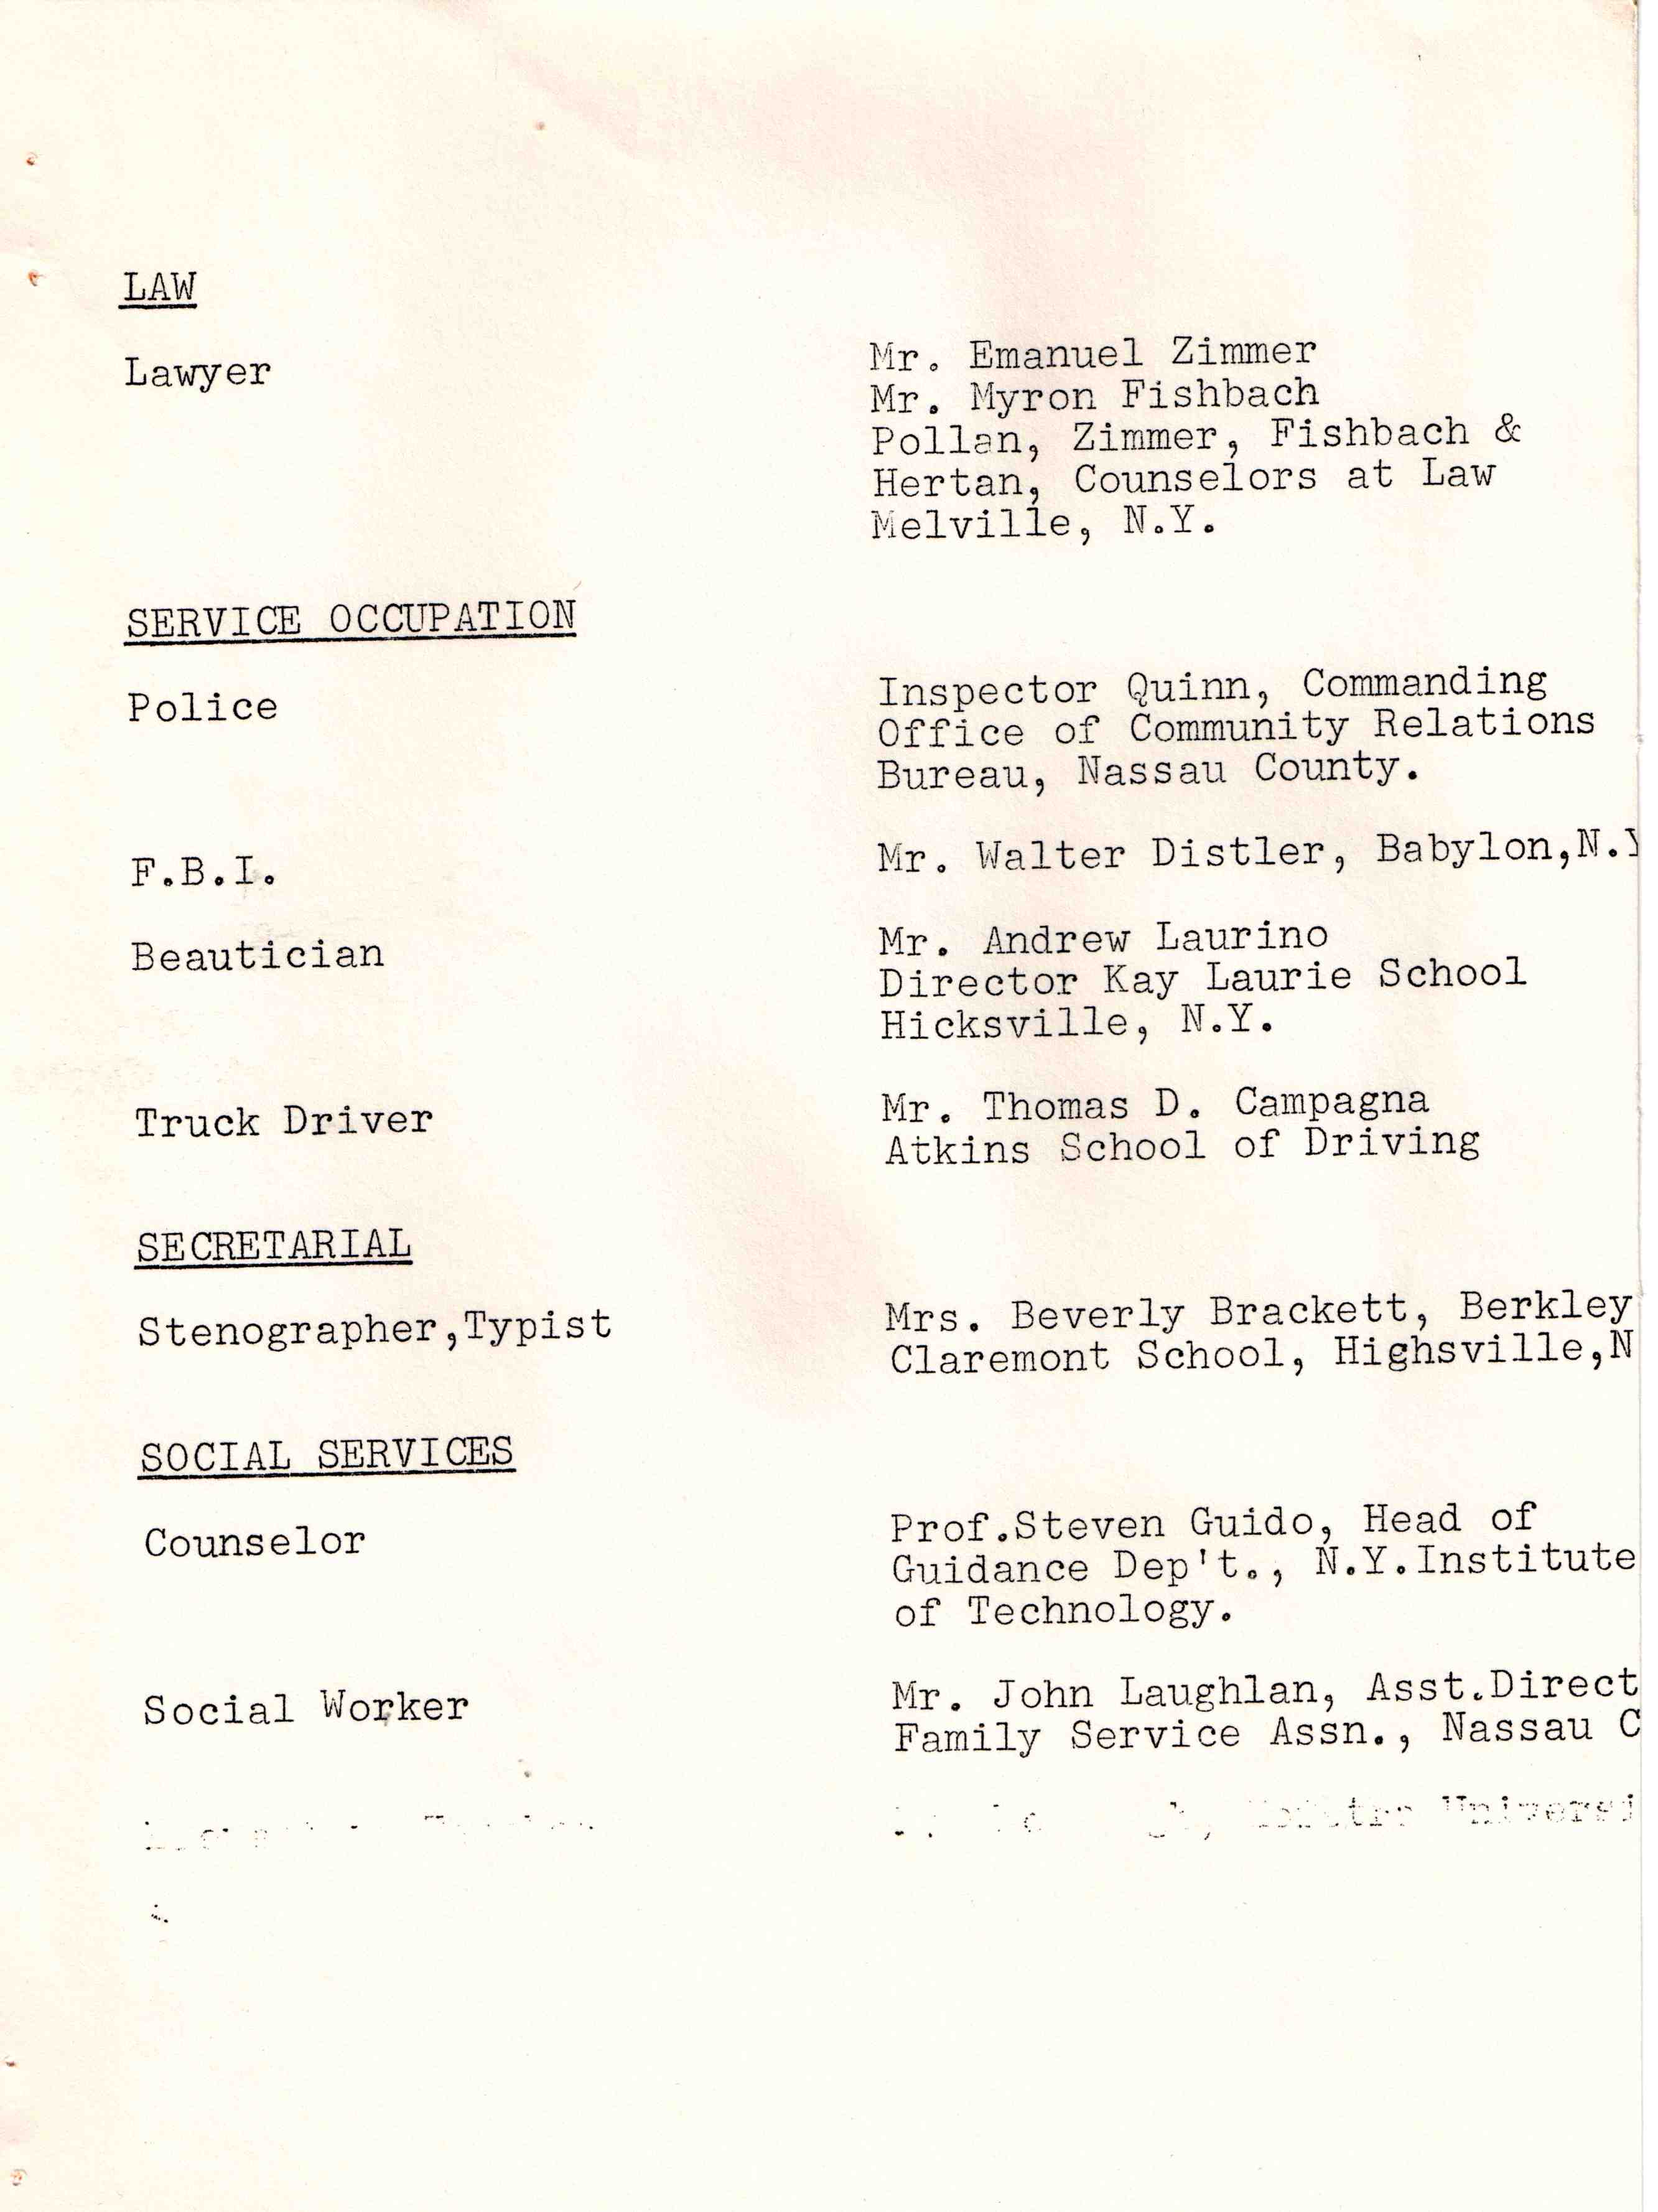 LAW
Lawyer
Mr. Emanuel Zimmer
Mr. Myron Fishbach
Pollan, Zimmer, Fishbach &
Hertan, Counselors at Law
Melville, N.Y.
SERVICE OCCUPATION
Police
Inspector Quinn, Commanding
Office of Community Relations
Bureau, Nassau County.
F.B.I.
Mr. Walter Distler, Babylon,N.Y
Beautician
Mr. Andrew Laurino
Director Kay Laurie School
Hicksville, N.Y.
Truck Driver
Mr. Thomas D. Campagna
Atkins School of Driving
SECRETARIAL
Stenographer,Typist
Mrs. Beverly Brackett, Berkley
Claremont School, Highsville,N
SOCIAL SERVICES
Counselor
Prof.Steven Guido, Head of
Guidance Dep't., N.Y.Institute
of Technology.
Social Worker
Mr. John Laughlan, Asst.Direct
Family Service Assn., Nassau C
Universi